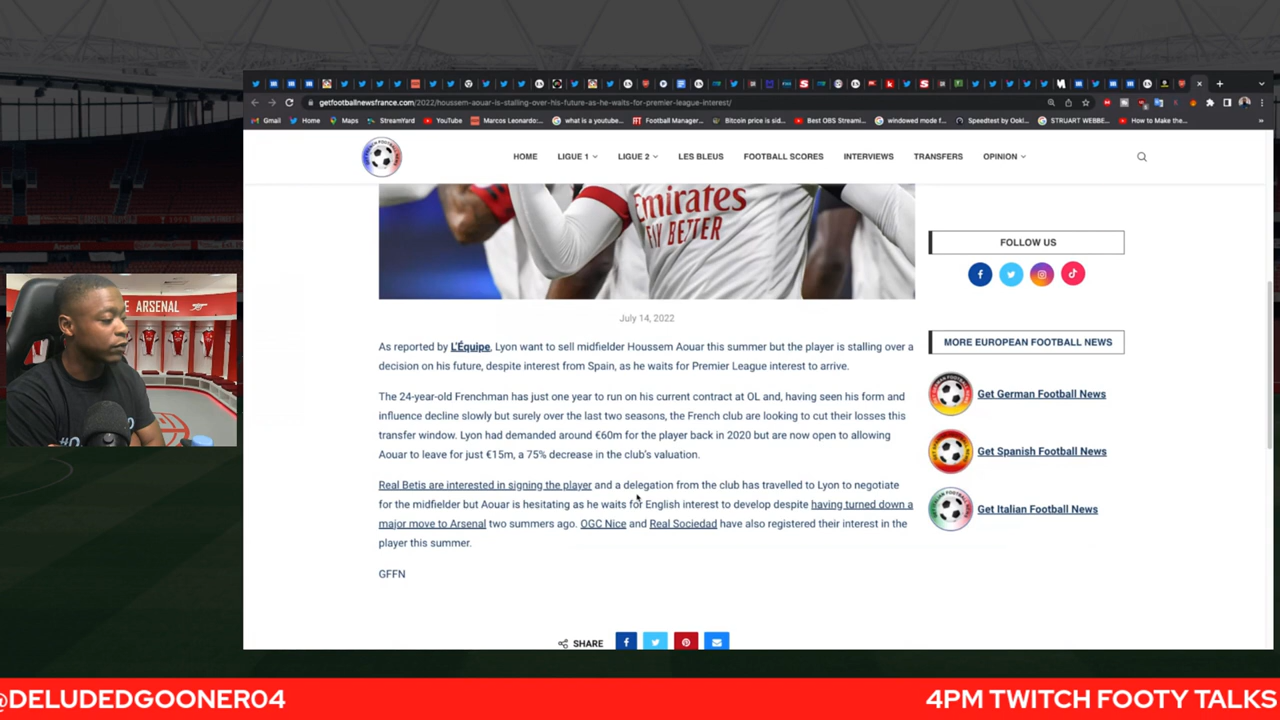 getfootballnewsfrance.com/2022/houssem-aouar-is-stalling-over-his-future-as-he-waits-for-premier-league-interest/
Gmail Home Maps StreamYard YouTube Marcos Leonardo:... what is a youtube... Football Manager... Bitcoin price is sid... Best OBS Streami... windowed mode f... Speedtest by Ookl... STRUART WEBBE... How to Make the... »
HOME LIGUE 1 LIGUE 2 LES BLEUS FOOTBALL SCORES INTERVIEWS TRANSFERS OPINION
Emirates
FLY BETTER
FOLLOW US
July 14, 2022
As reported by L'Équipe, Lyon want to sell midfielder Houssem Aouar this summer but the player is stalling over a
decision on his future, despite interest from Spain, as he waits for Premier League interest to arrive.
The 24-year-old Frenchman has just one year to run on his current contract at OL and, having seen his form and
influence decline slowly but surely over the last two seasons, the French club are looking to cut their losses this
transfer window. Lyon had demanded around €60m for the player back in 2020 but are now open to allowing
Aouar to leave for just €15m, a 75% decrease in the club's valuation.
Real Betis are interested in signing the player and a delegation from the club has travelled to Lyon to negotiate
for the midfielder but Aouar is hesitating as he waits for English interest to develop despite having turned down a
major move to Arsenal two summers ago. OGC Nice and Real Sociedad have also registered their interest in the
player this summer.
GFFN
SHARE
MORE EUROPEAN FOOTBALL NEWS
Get German Football News
Get Spanish Football News
Get Italian Football News
E ARSENAL
@DELUDEDGOONER04
4PM TWITCH FOOTY TALKS